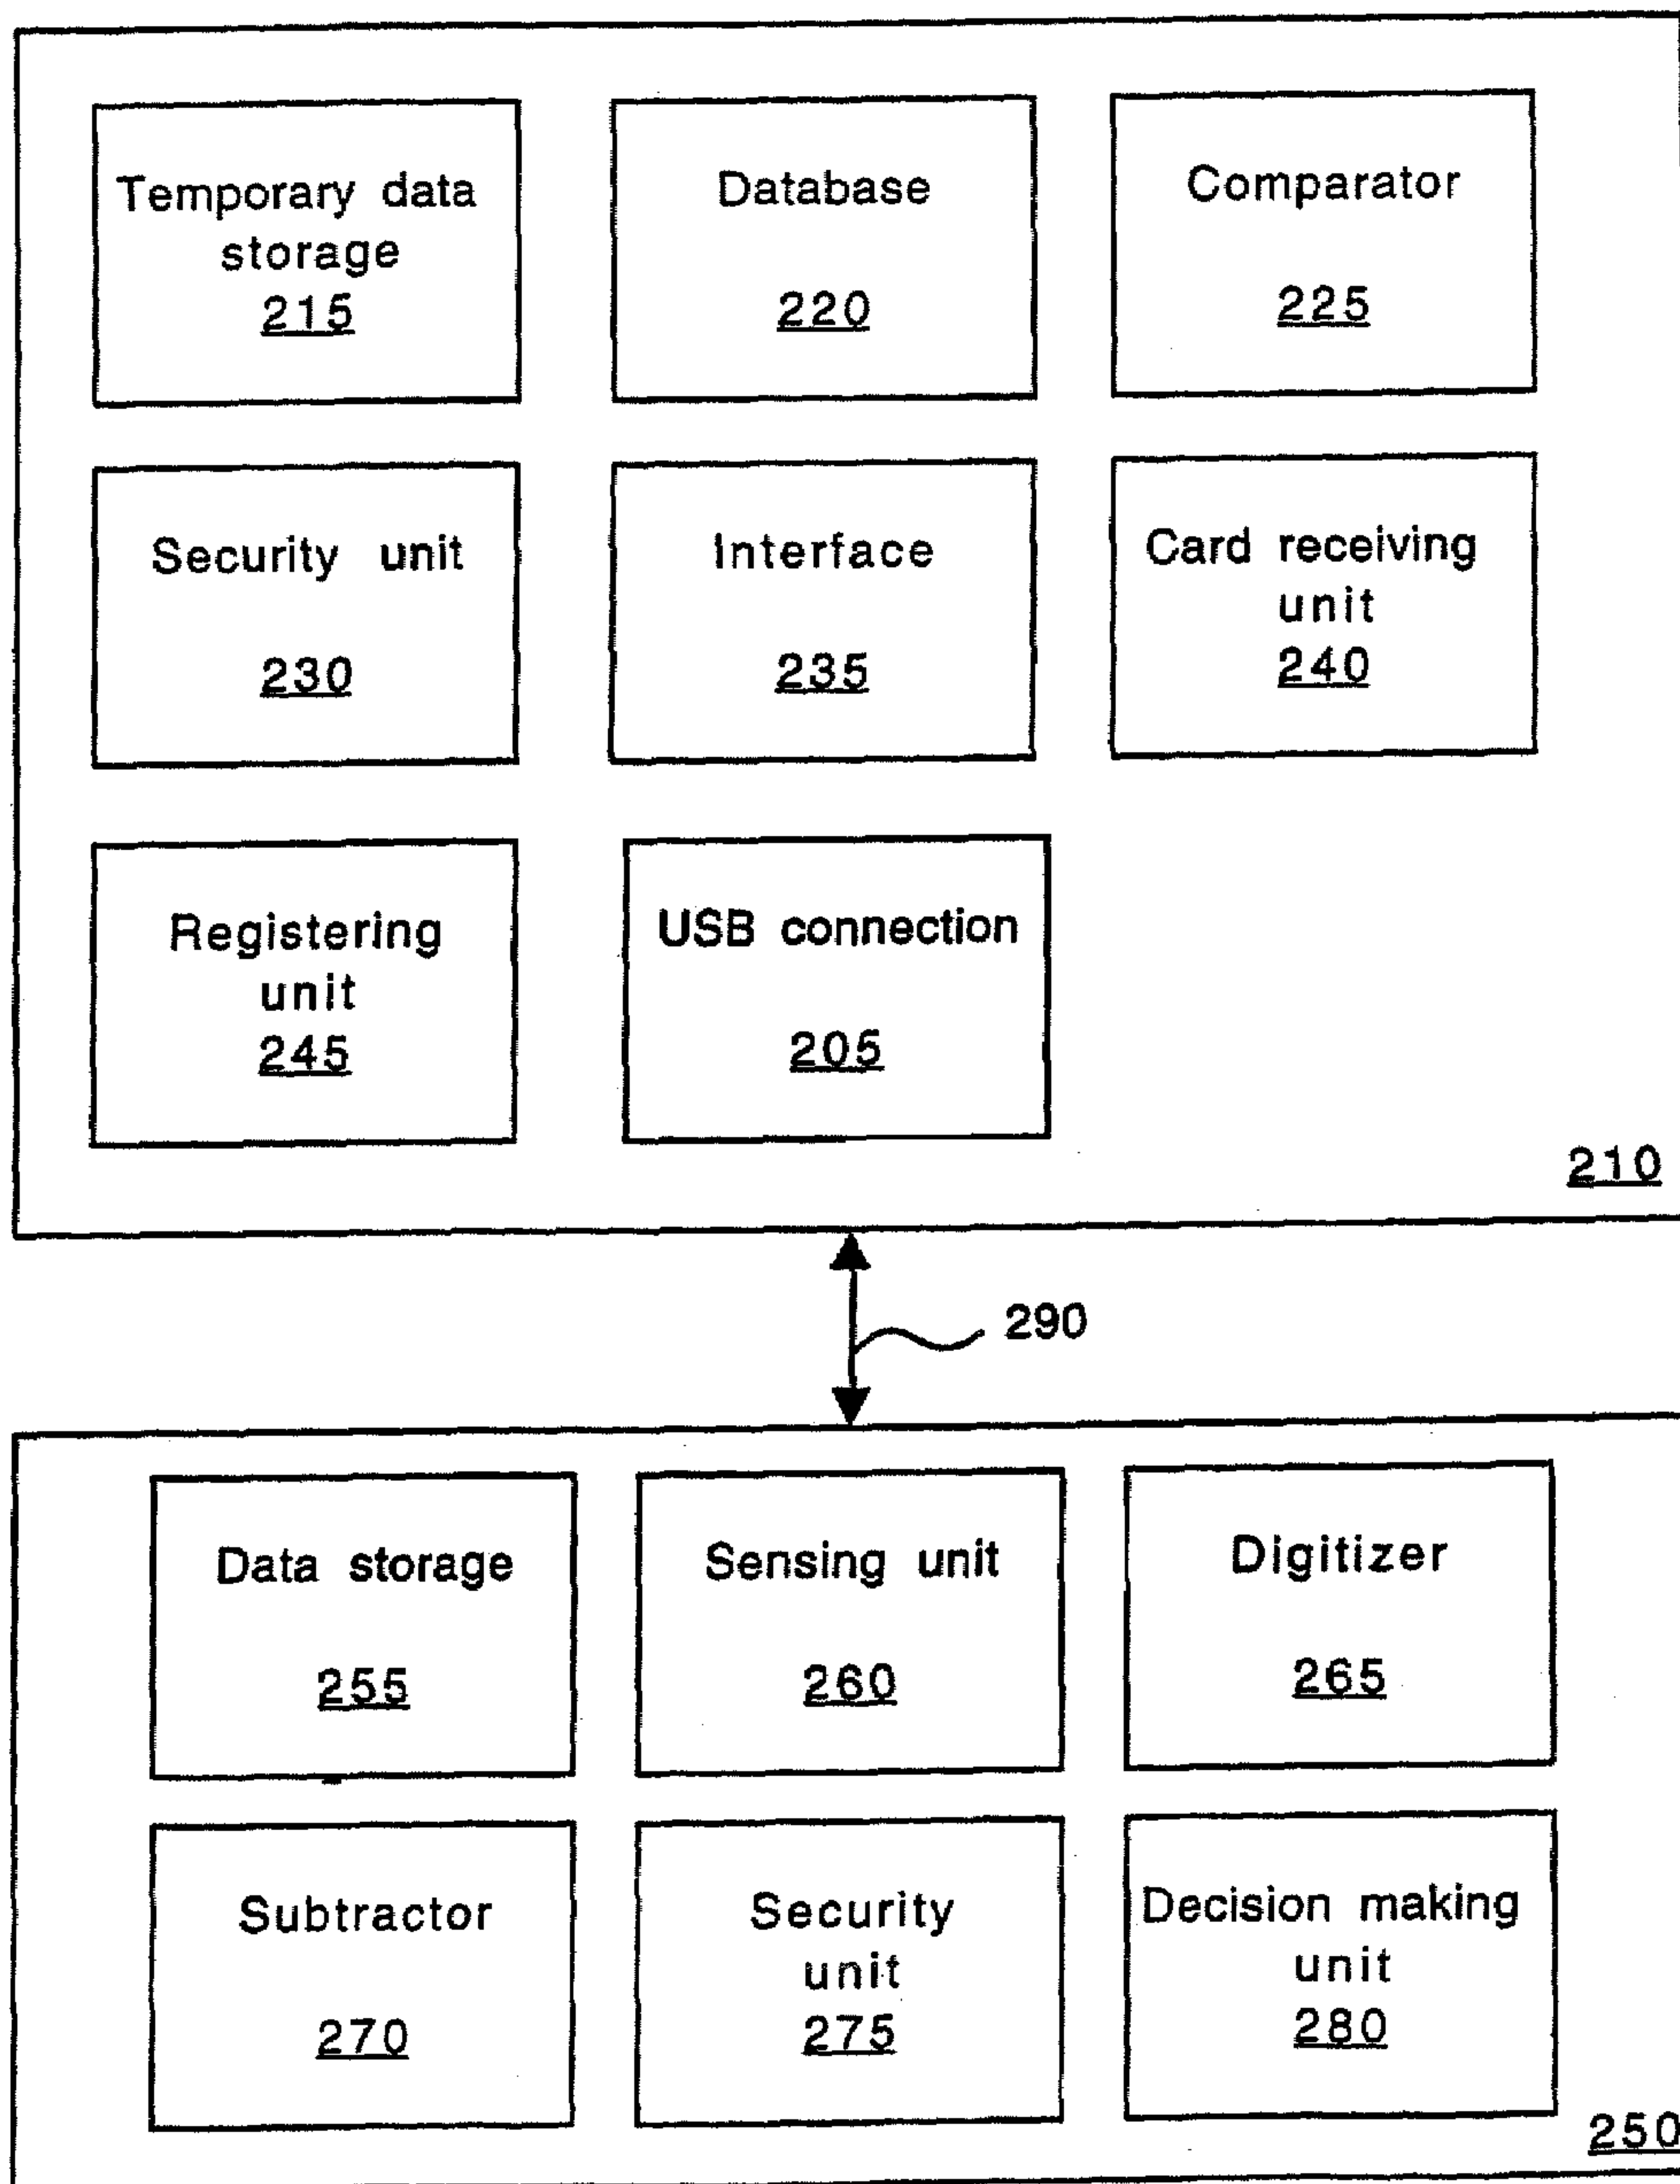 Temporary data
storage
215
Database
220
Comparator
225
Security unit
230
Interface
235
Card receiving
unit
240
Registering
unit
245
USB connection
205
210
290
Data storage
255
Sensing unit
260
Digitizer
265
Subtractor
270
Security
unit
275
Decision making
unit
280
250